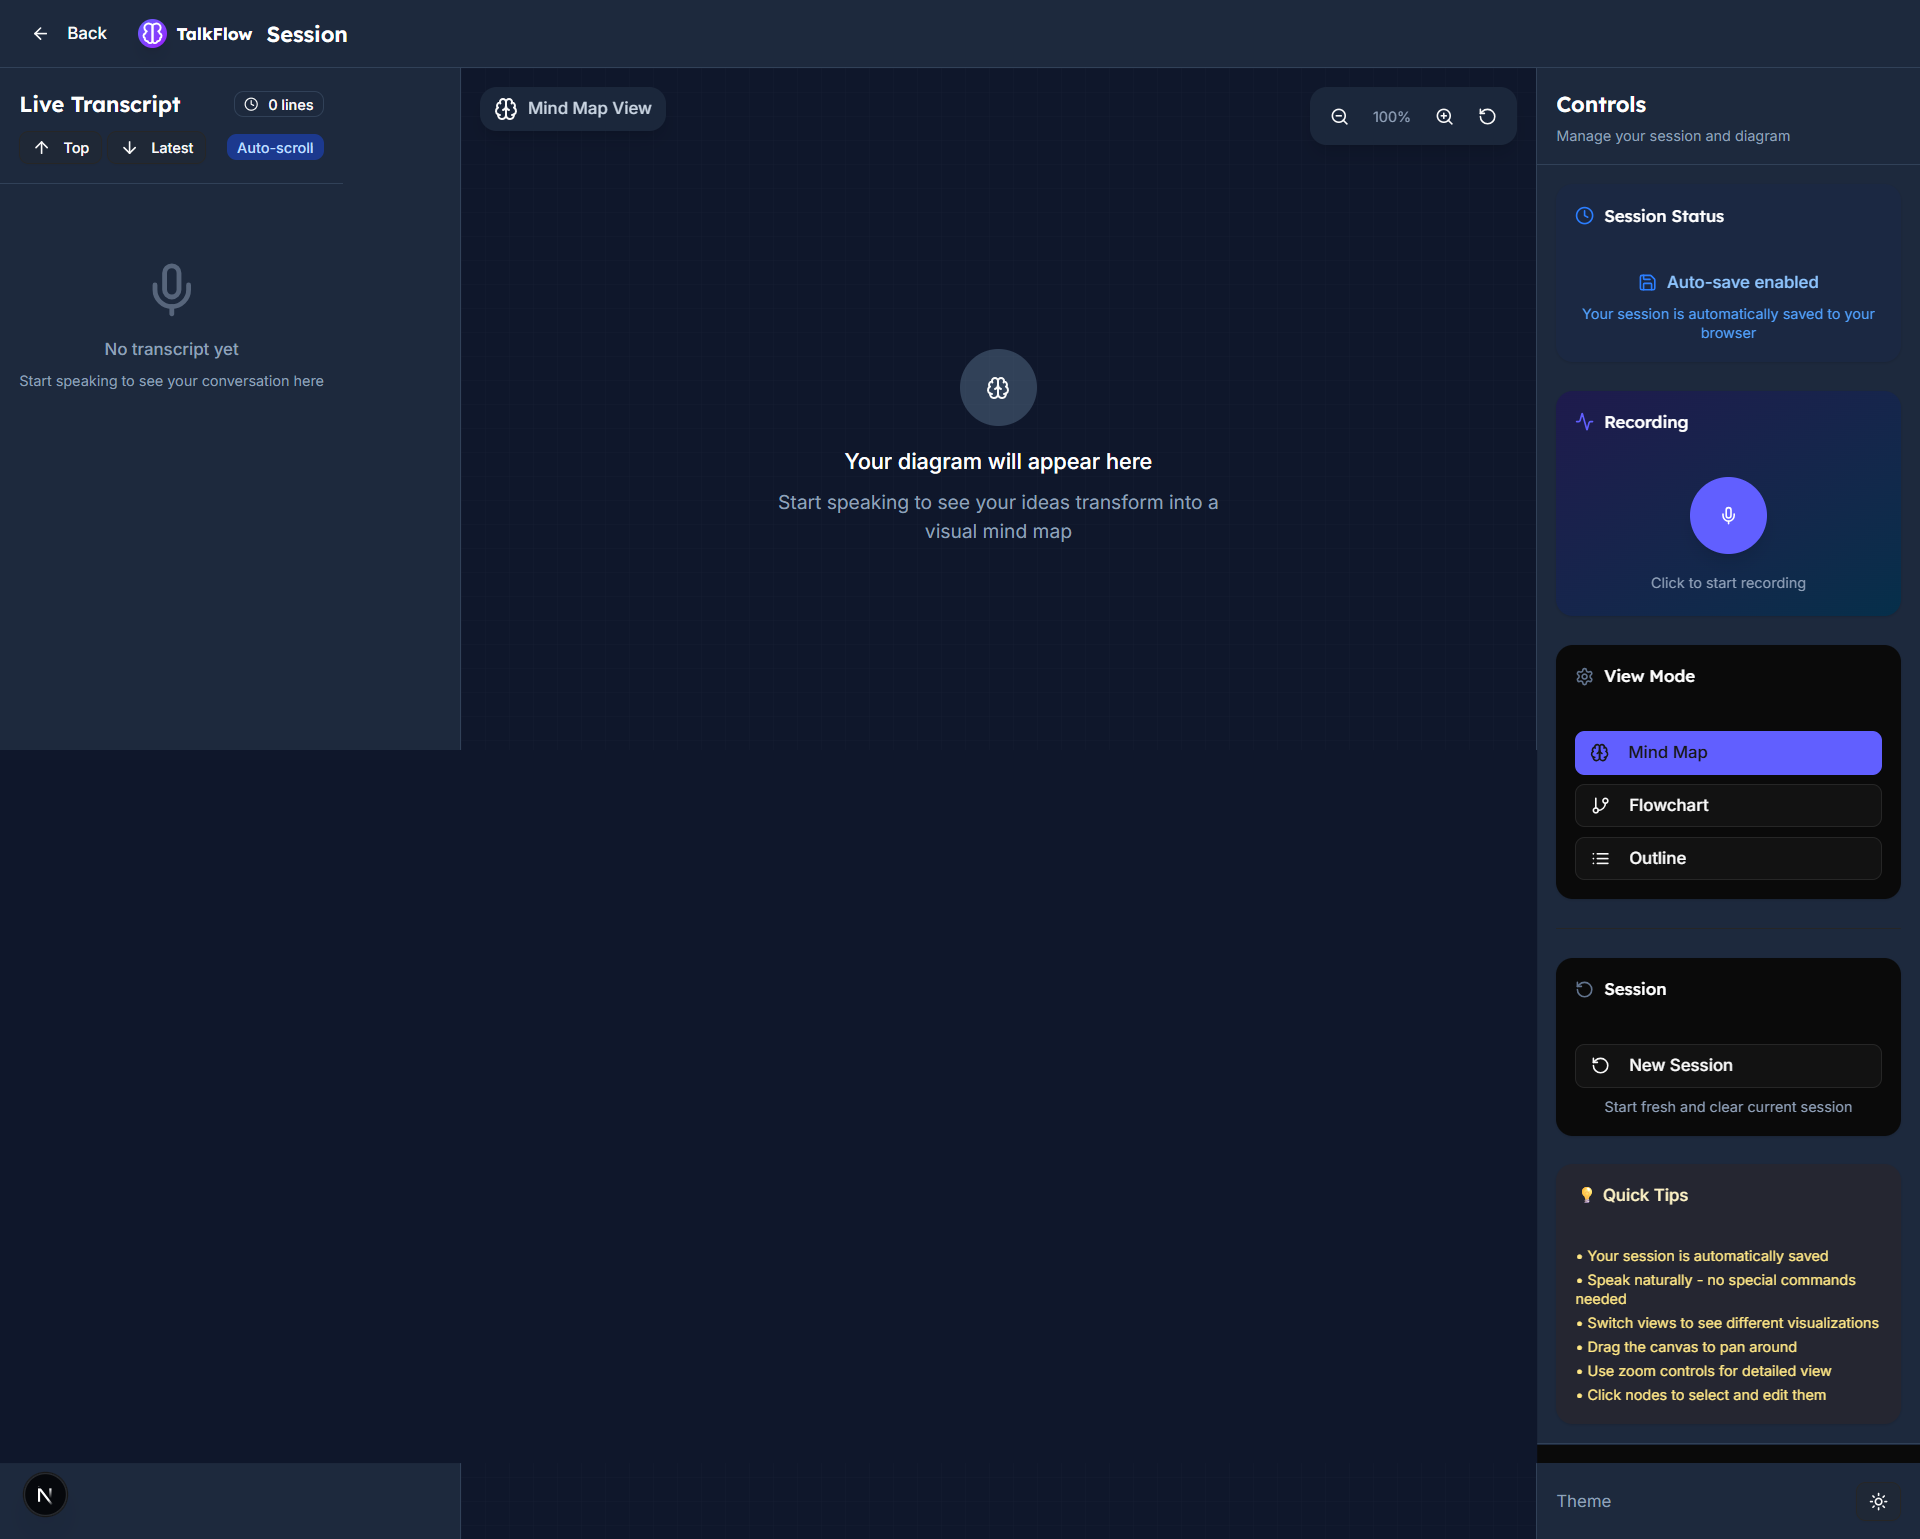 Back
TalkFlow
Session
Live Transcript
0 lines
Top
Latest
Auto-scroll
No transcript yet
Start speaking to see your conversation here
Mind Map View
100%
Your diagram will appear here
Start speaking to see your ideas transform into a
visual mind map
Controls
Manage your session and diagram
Session Status
Auto-save enabled
Your session is automatically saved to your
browser
Recording
Click to start recording
View Mode
Mind Map
Flowchart
Outline
Session
New Session
Start fresh and clear current session
Quick Tips
• Your session is automatically saved
• Speak naturally - no special commands
needed
• Switch views to see different visualizations
• Drag the canvas to pan around
• Use zoom controls for detailed view
• Click nodes to select and edit them
N
Theme